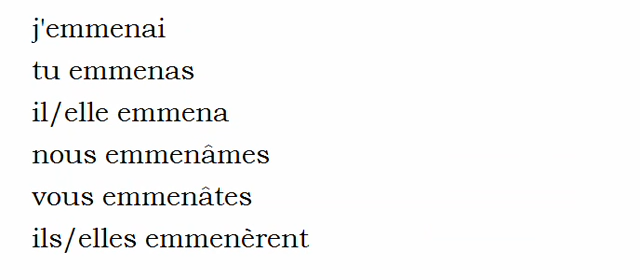 j'emmenai
tu emmenas
il/elle emmena
nous emmenâmes
vous emmenâtes
ils/elles emmenèrent